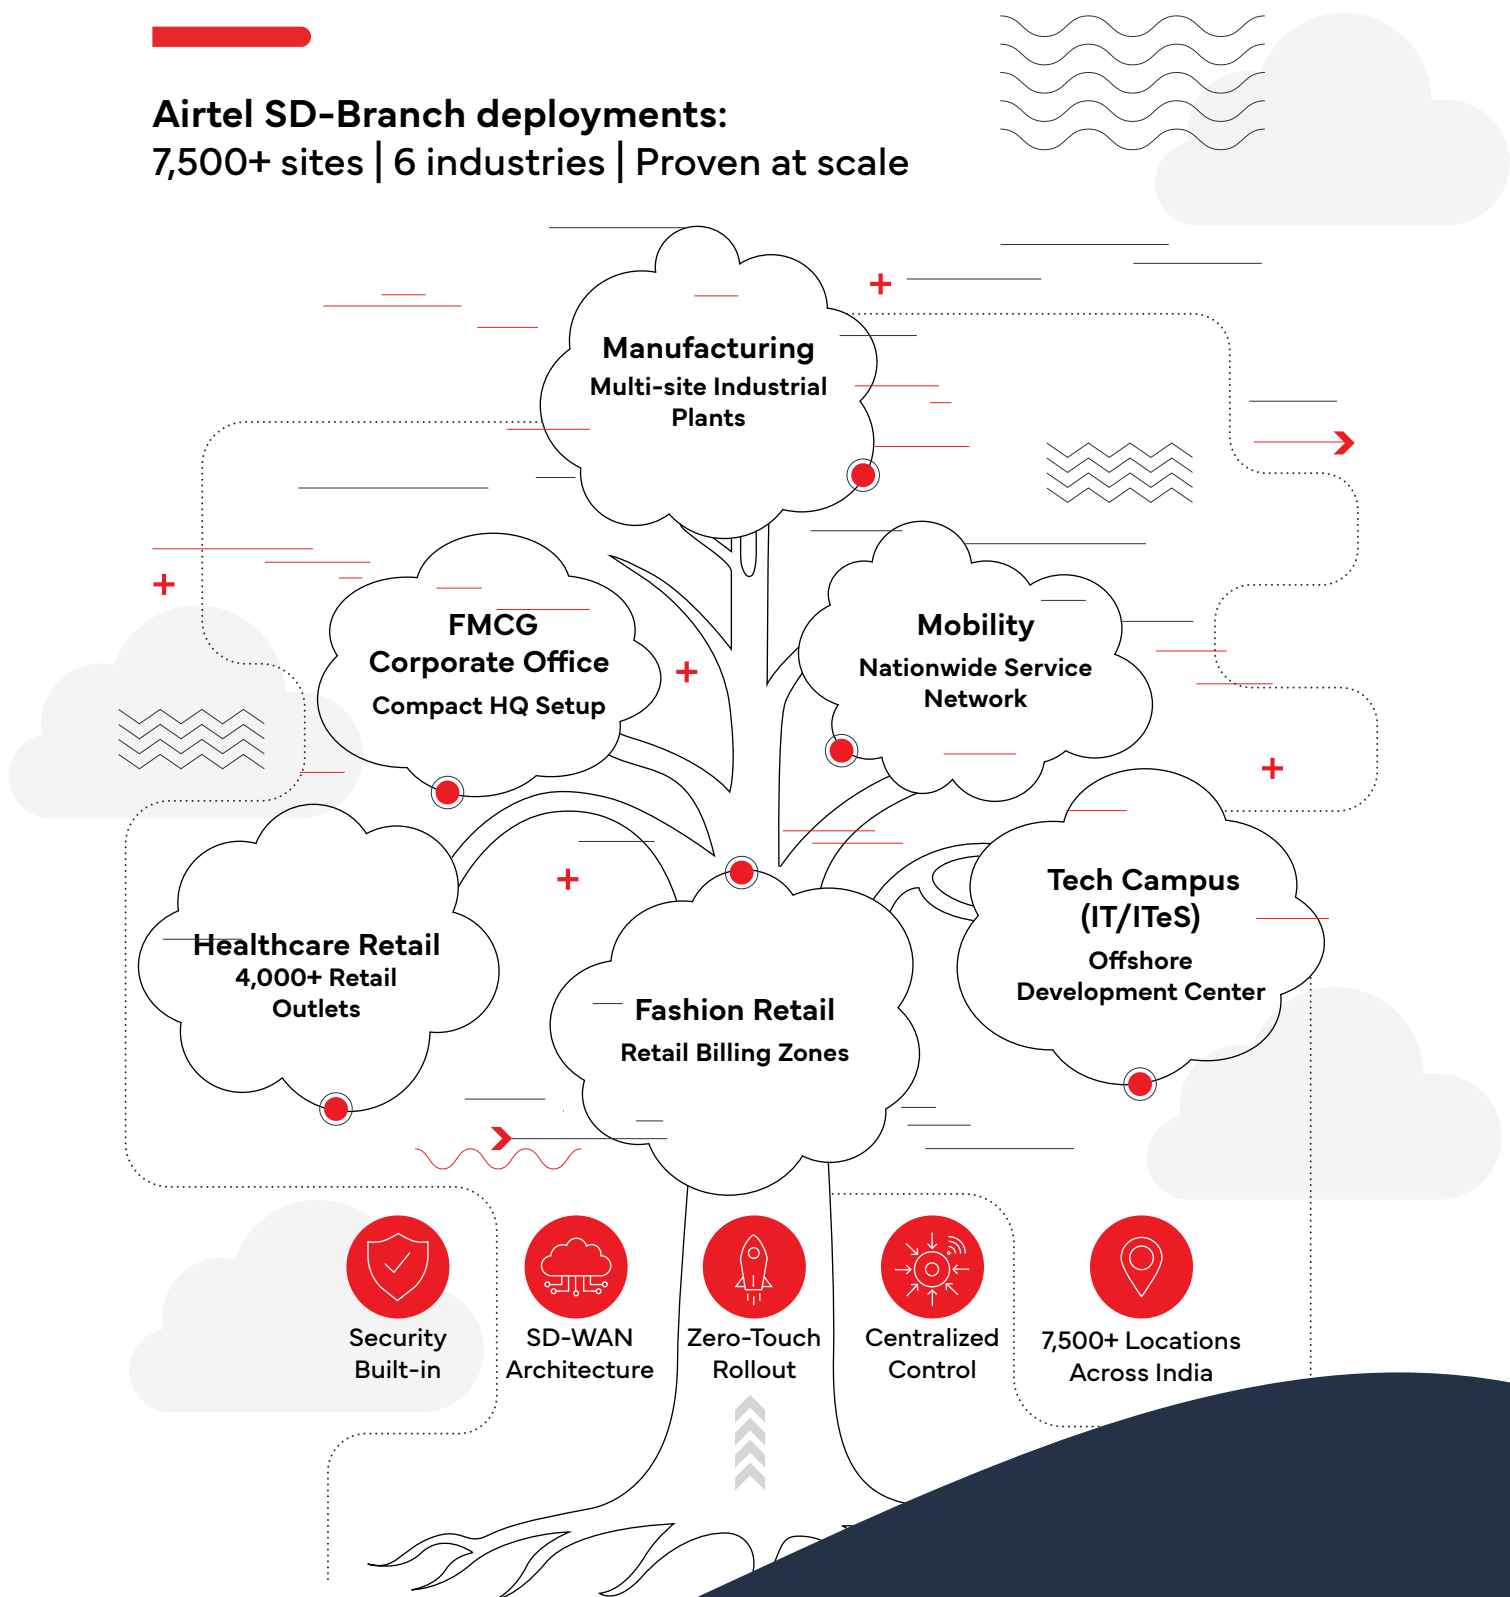 Airtel SD-Branch deployments:
7,500+ sites | 6 industries | Proven at scale
Manufacturing
Multi-site Industrial
Plants
FMCG
Corporate Office
Compact HQ Setup
Mobility
Nationwide Service
Network
Healthcare Retail
4,000+ Retail
Outlets
Fashion Retail
Retail Billing Zones
Tech Campus
(IT/ITeS)
Offshore
Development Center
Security
Built-in
SD-WAN
Architecture
Zero-Touch
Rollout
Centralized
Control
7,500+ Locations
Across India